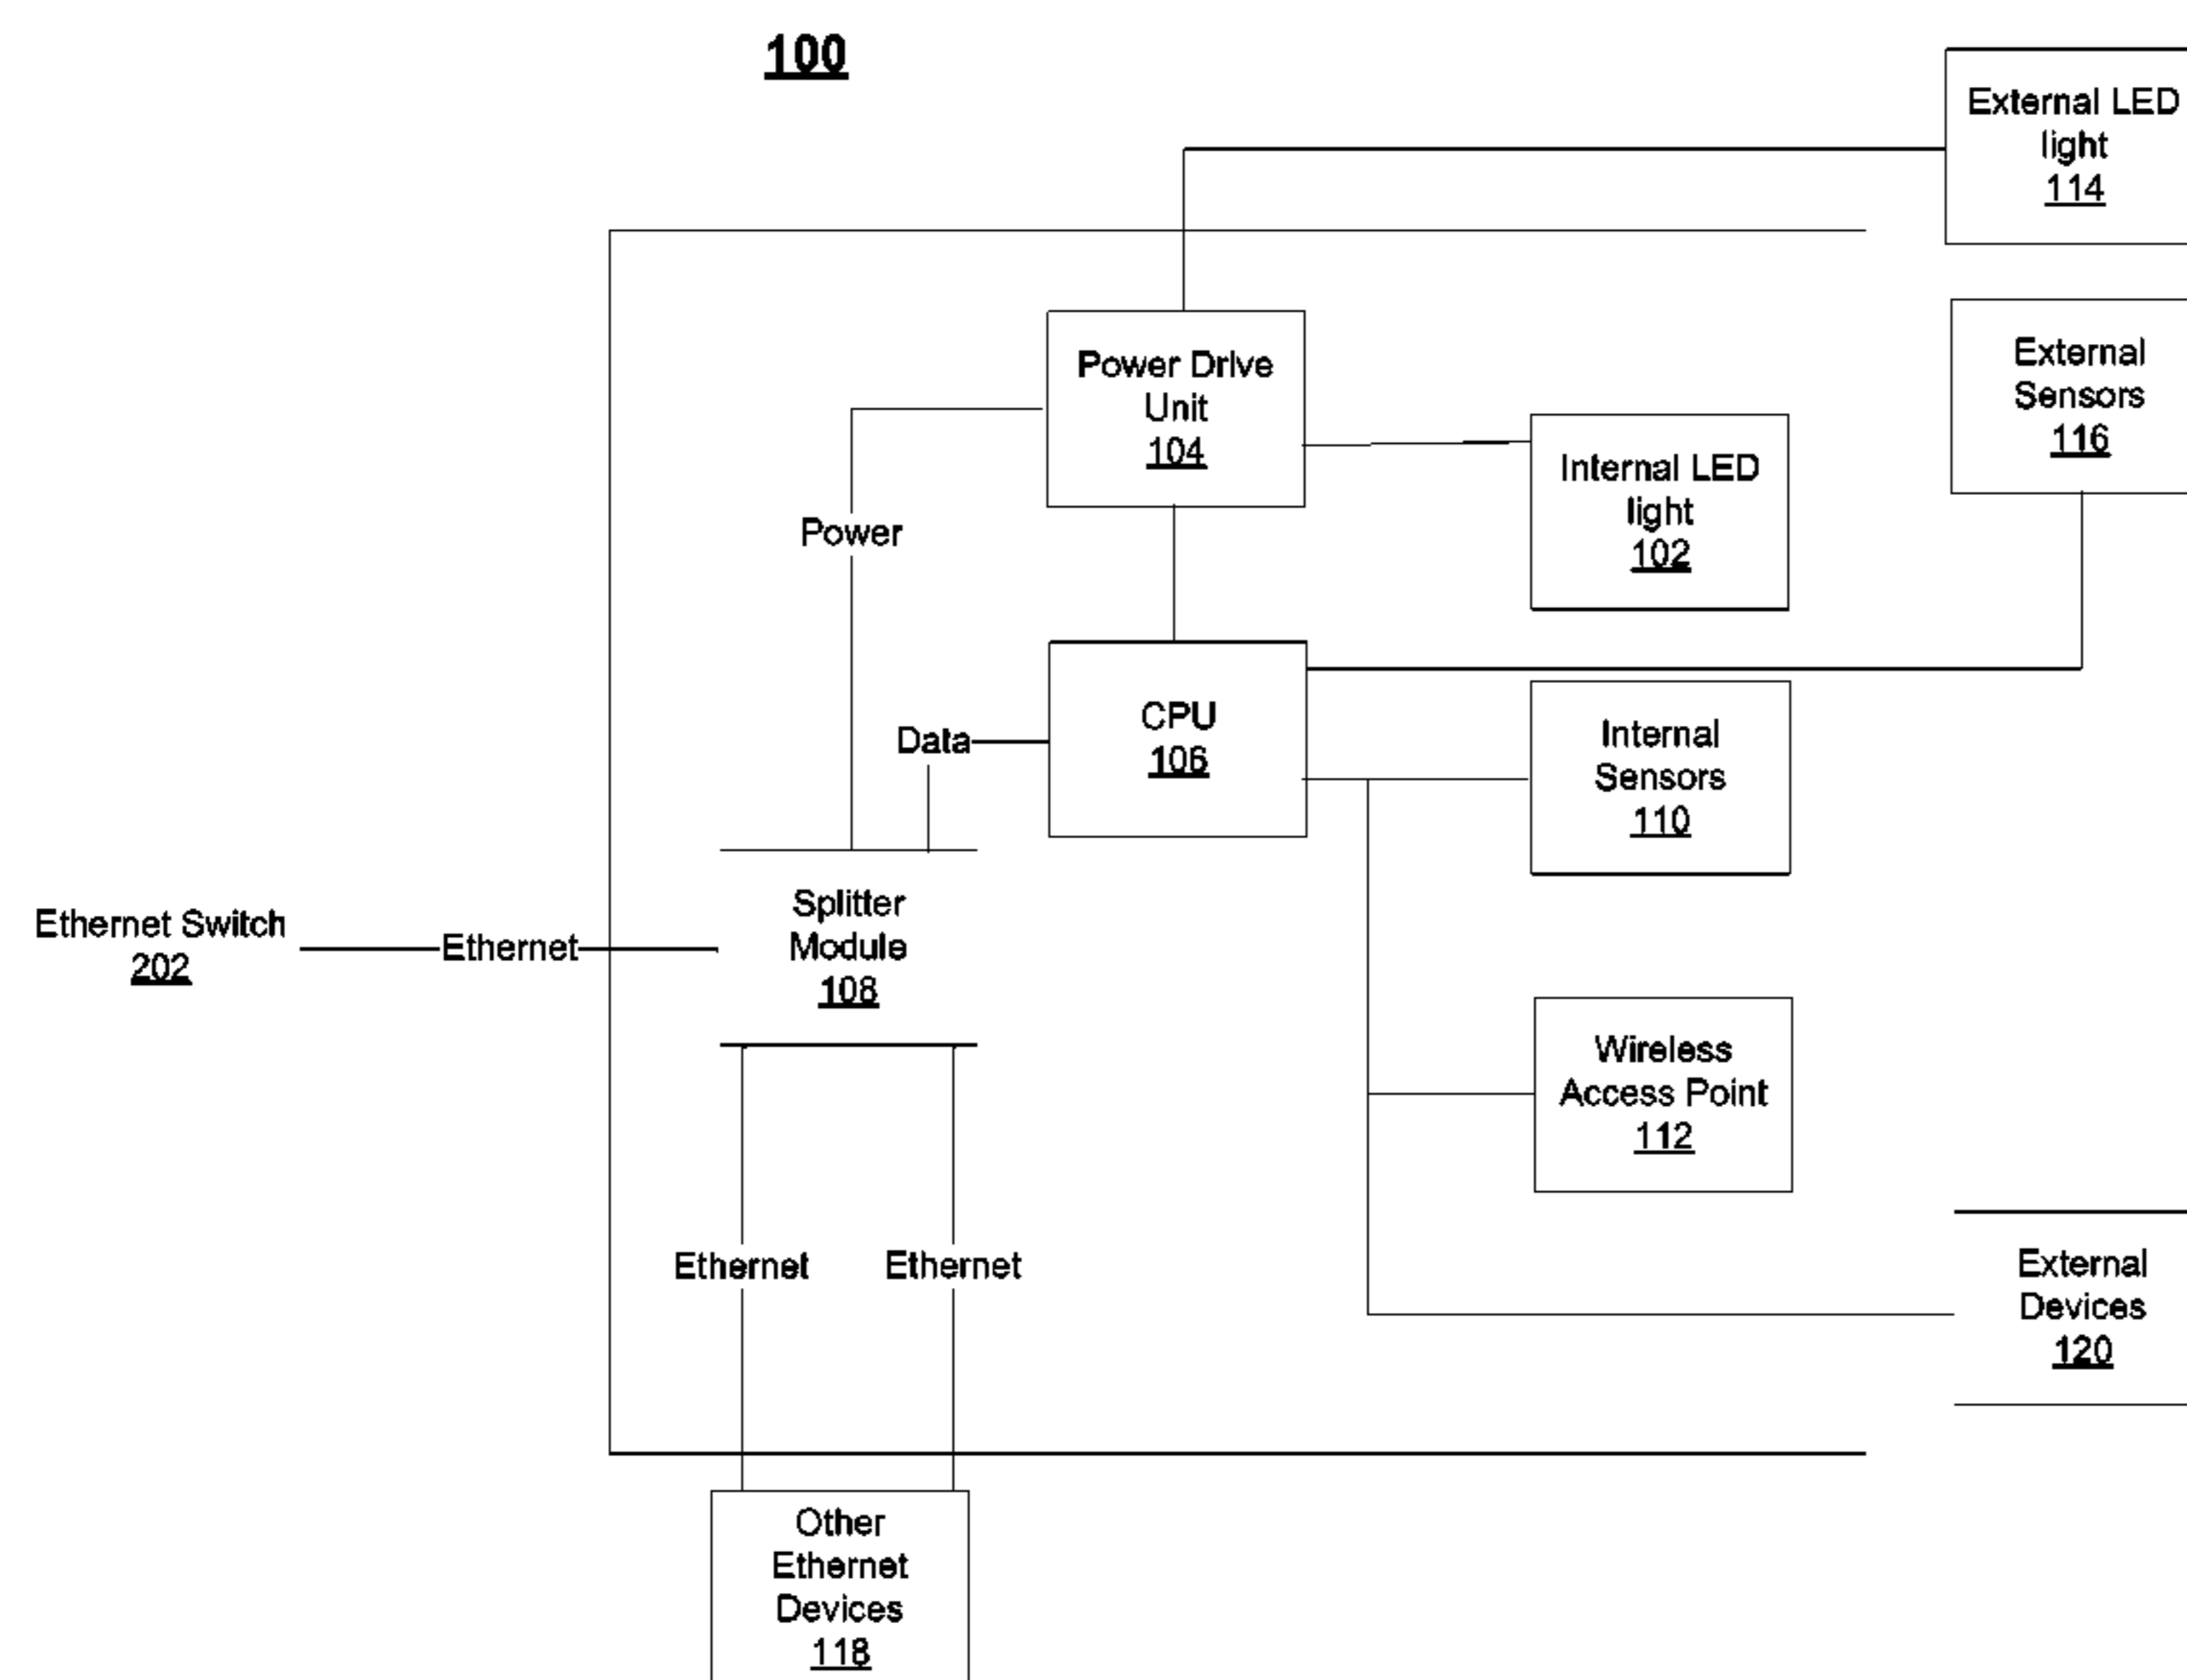 100
External LED
light
114
Power Drive
Unit
104
External
Sensors
116
Internal LED
light
102
Power
CPU
106
Data
Internal
Sensors
110
Ethernet Switch
202
Ethernet
Splitter
Module
108
Wireless
Access Point
112
Ethernet
Ethernet
External
Devices
120
Other
Ethernet
Devices
118